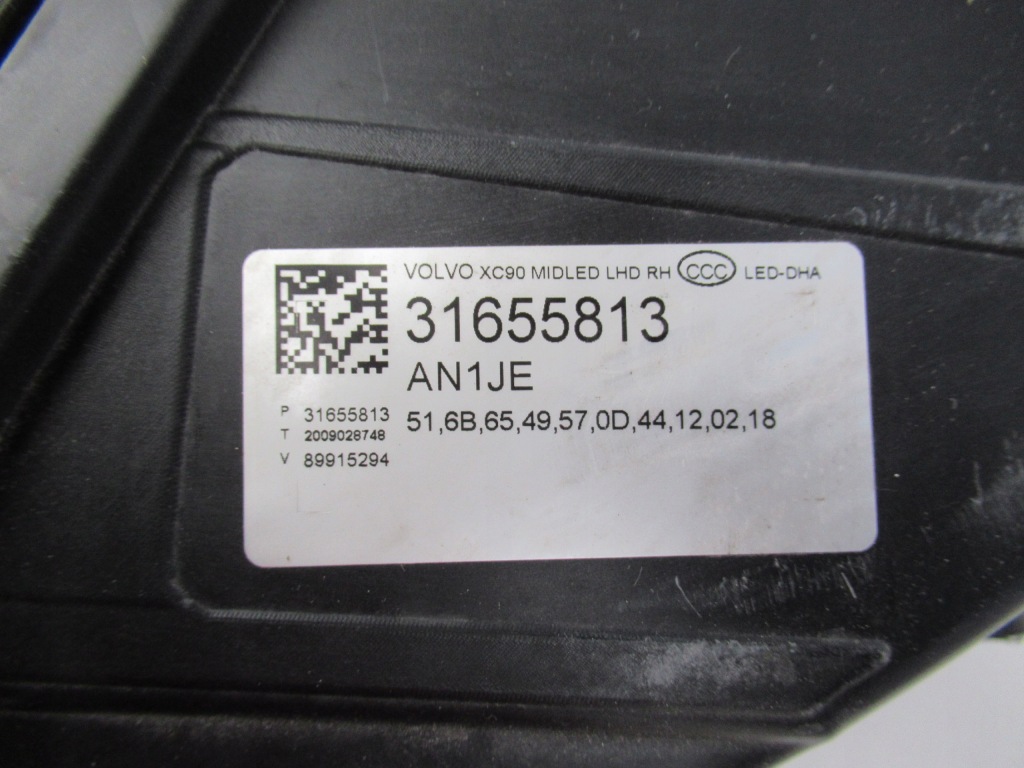 VOLVO XC90 MIDLED LHD RH CCC LED-DHA
31655813
AN1JE
P 31655813
51,6B,65,49,57,0D,44,12,02,18
T 2009028748
V 89915294